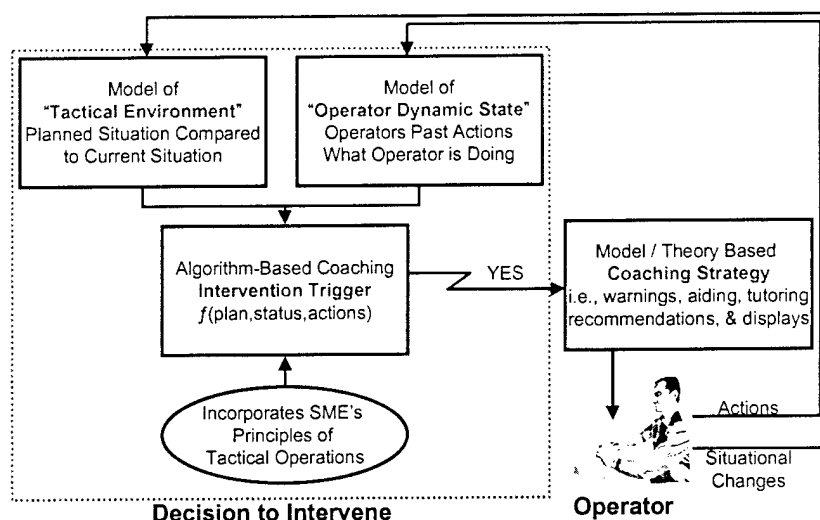 Model of
"Tactical Environment"
Planned Situation Compared
to Current Situation
Model of
"Operator Dynamic State"
Operators Past Actions
What Operator is Doing
Algorithm-Based Coaching
Intervention Trigger
f(plan,status,actions)
YES
Model / Theory Based
Coaching Strategy
i.e., warnings, aiding, tutoring
recommendations, & displays
Incorporates SME's
Principles of
Tactical Operations
Actions
Situational
Changes
Decision to Intervene
Operator